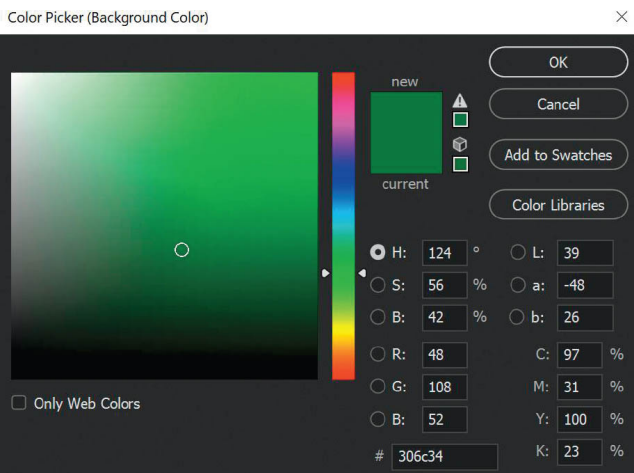 Color Picker (Background Color)
new
current
OK
Cancel
Add to Swatches
Color Libraries
H: 124 °
S: 56 %
B: 42 %
R: 48
G: 108
B: 52
# 306c34
L: 39
a: -48
b: 26
C: 97 %
M: 31 %
Y: 100 %
K: 23 %
Only Web Colors